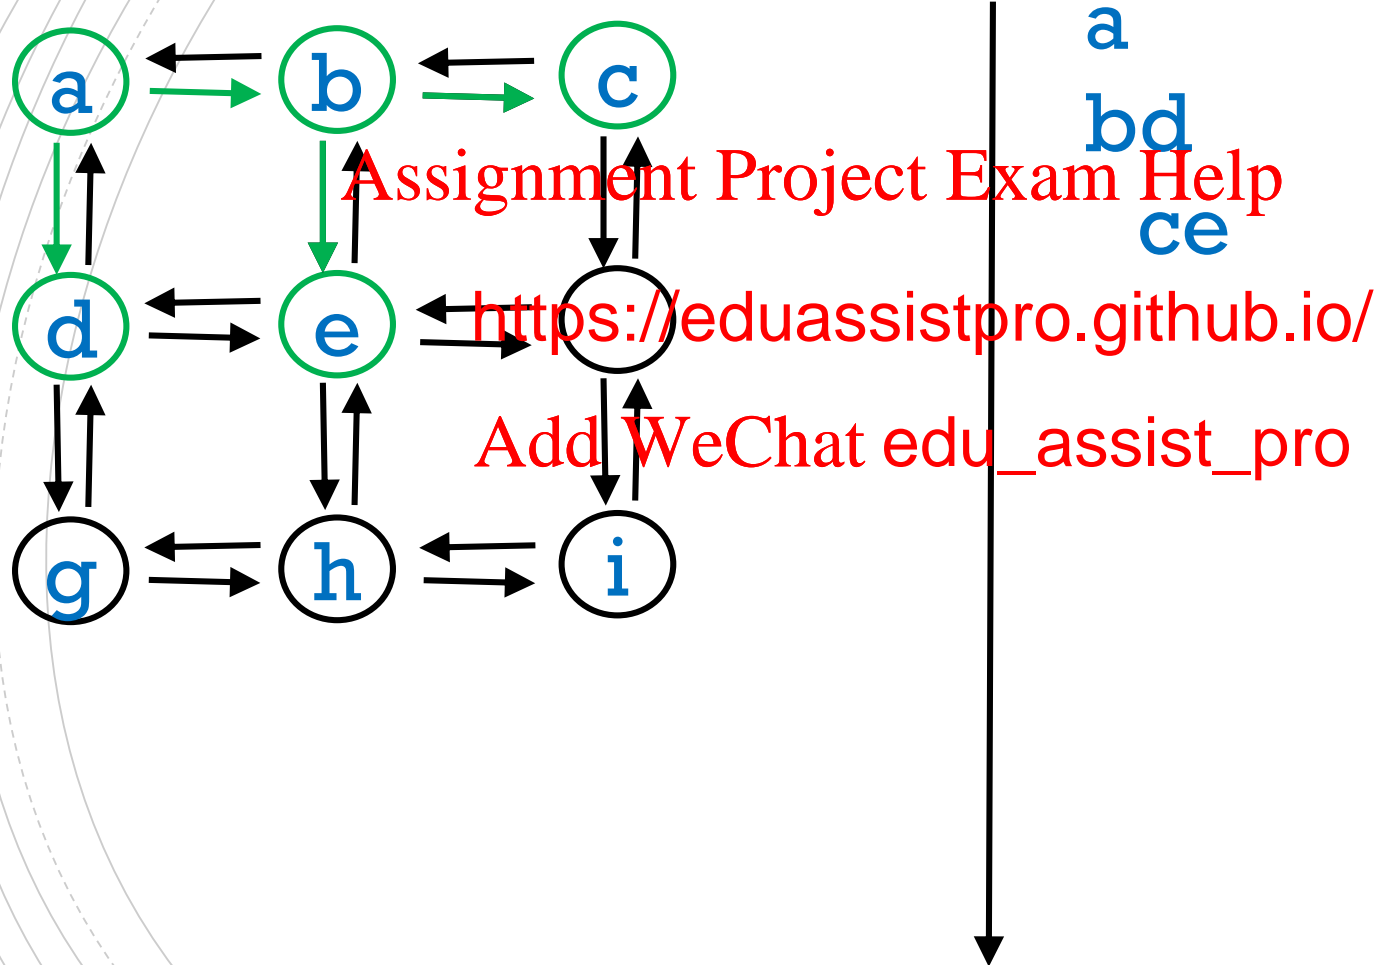 a b c
a
bd
Assignment Project Exam Help
ce
d e
https://eduassistpro.github.io/
Add WeChat edu_assist_pro
g h i